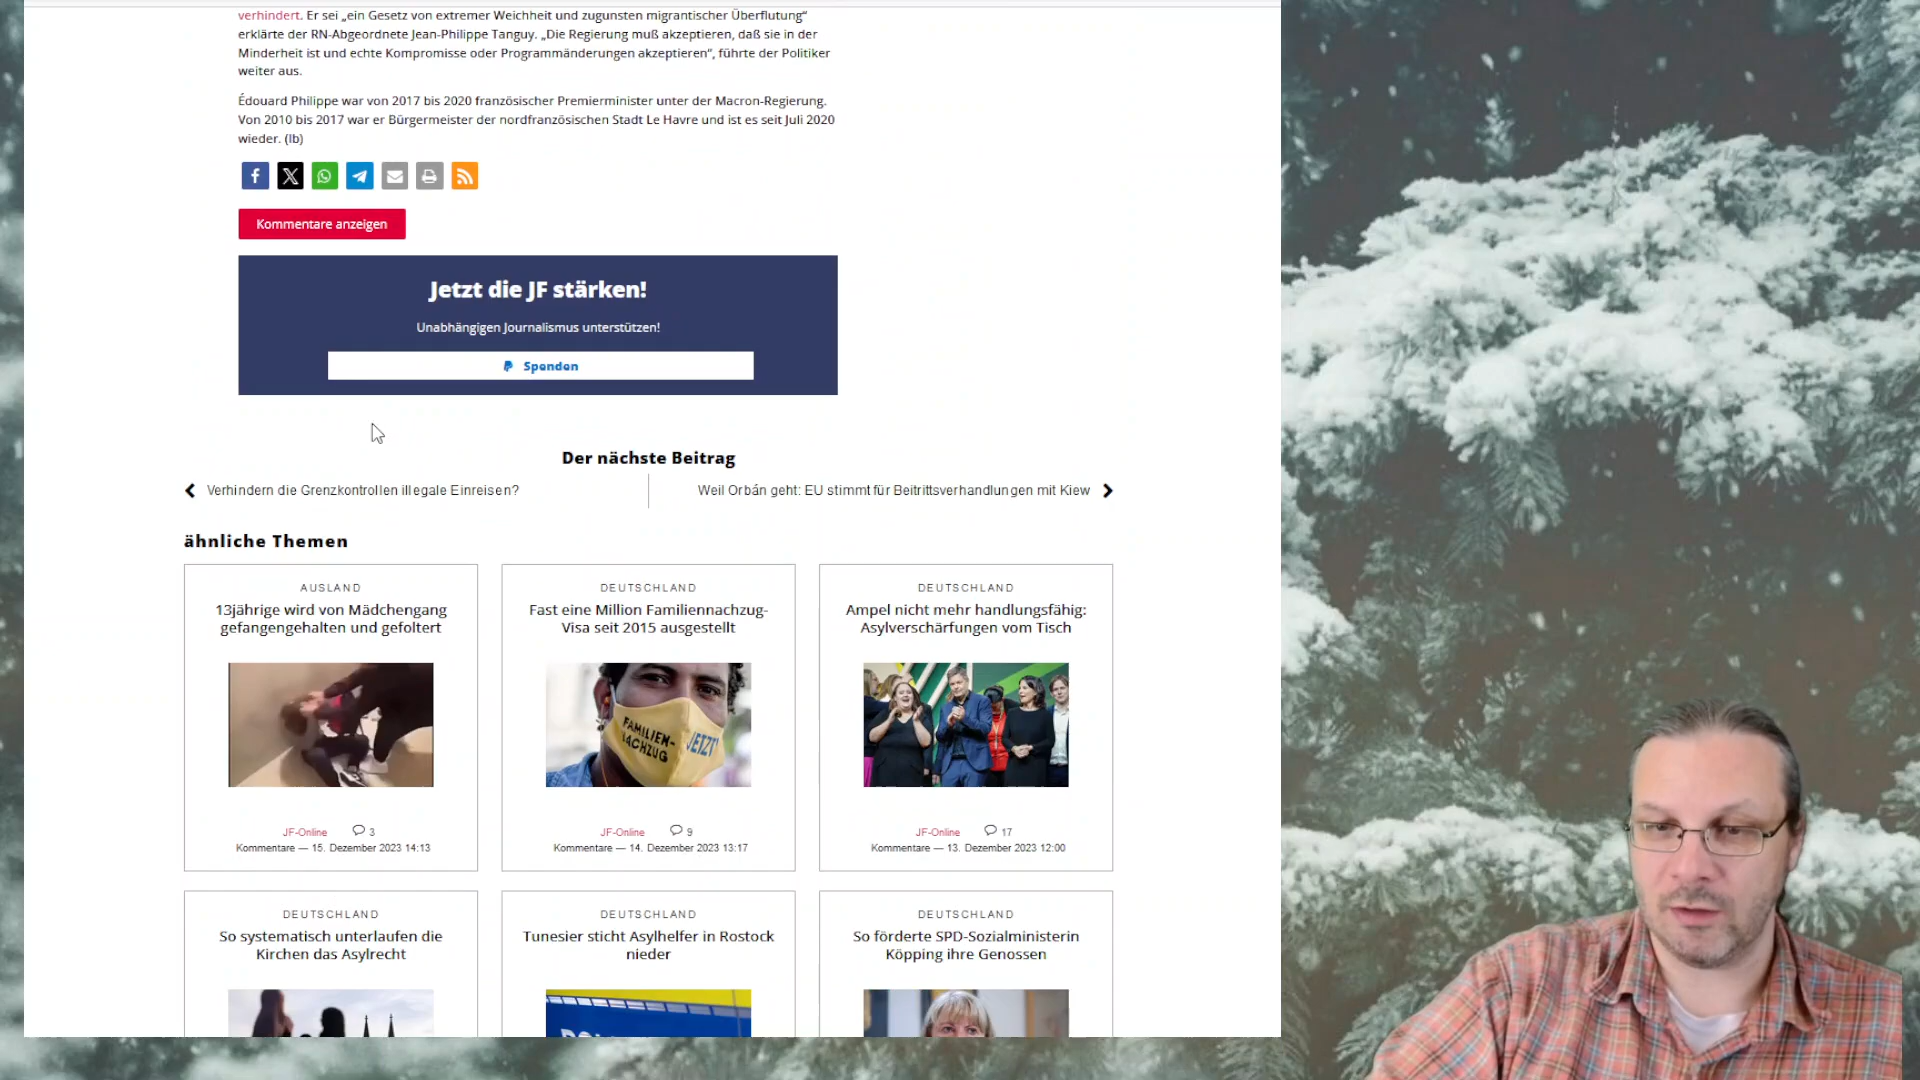 verhindert. Er sei „ein Gesetz von extremer Weichheit und zugunsten migrantischer Überflutung“
erklärte der RN-Abgeordnete Jean-Philippe Tanguy. „Die Regierung muß akzeptieren, daß sie in der
Minderheit ist und echte Kompromisse oder Programmänderungen akzeptieren“, führte der Politiker
weiter aus.
Édouard Philippe war von 2017 bis 2020 französischer Premierminister unter der Macron-Regierung.
Von 2010 bis 2017 war er Bürgermeister der nordfranzösischen Stadt Le Havre und ist es seit Juli 2020
wieder. (lb)
Kommentare anzeigen
Jetzt die JF stärken!
Unabhängigen Journalismus unterstützen!
Spenden
Der nächste Beitrag
Verhindern die Grenzkontrollen illegale Einreisen?
Weil Orbán geht: EU stimmt für Beitrittsverhandlungen mit Kiew
ähnliche Themen
AUSLAND
13jährige wird von Mädchengang
gefangengehalten und gefoltert
JF-Online 3
Kommentare — 15. Dezember 2023 14:13
DEUTSCHLAND
Fast eine Million Familiennachzug-
Visa seit 2015 ausgestellt
FAMILIEN-
NACHZUG
JETZT
JF-Online 9
Kommentare — 14. Dezember 2023 13:17
DEUTSCHLAND
Ampel nicht mehr handlungsfähig:
Asylverschärfungen vom Tisch
JF-Online 17
Kommentare — 13. Dezember 2023 12:00
DEUTSCHLAND
So systematisch unterlaufen die
Kirchen das Asylrecht
DEUTSCHLAND
Tunesier sticht Asylhelfer in Rostock
nieder
DEUTSCHLAND
So förderte SPD-Sozialministerin
Köpping ihre Genossen